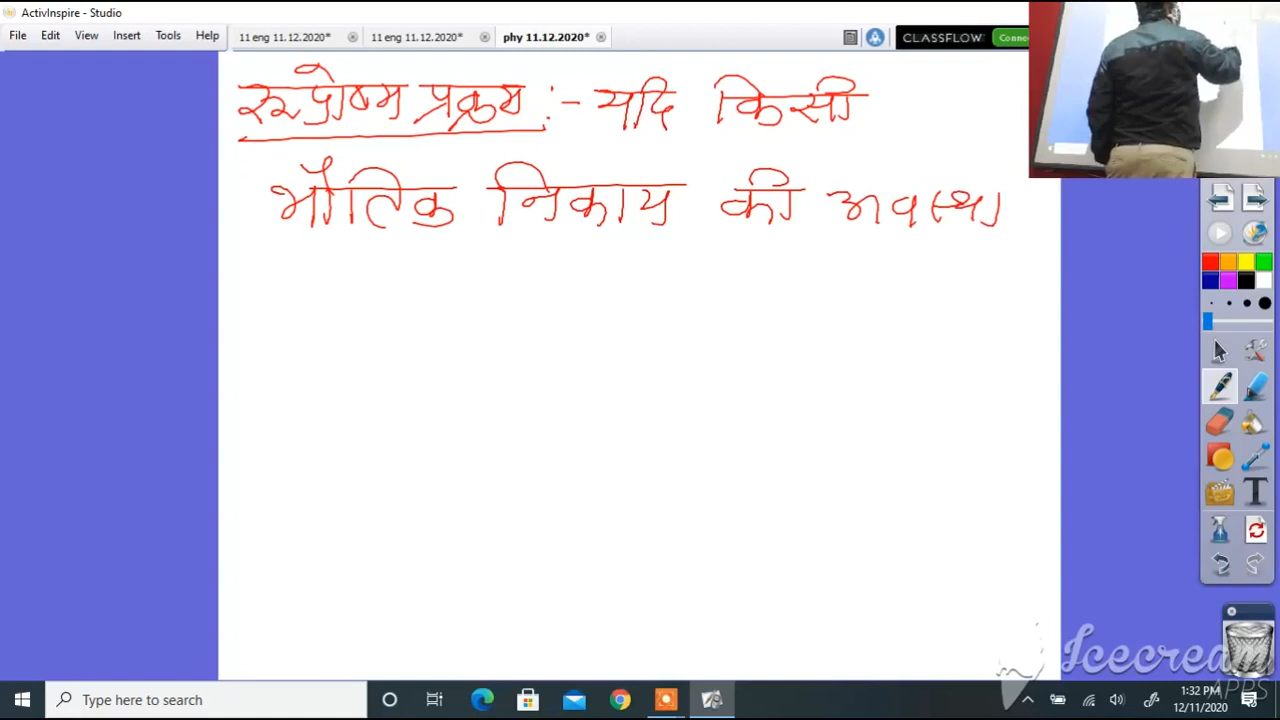 ActivInspire - Studio
File Edit View Insert Tools Help
11 eng 11.12.2020*
11 eng 11.12.2020*
phy 11.12.2020*
CLASSFLOW
Conne
रूद्धोष्म प्रक्रम :- यदि किसी
भौतिक निकाय की अवस्था
Icecream
APPS
Type here to search
1:32 PM
12/11/2020